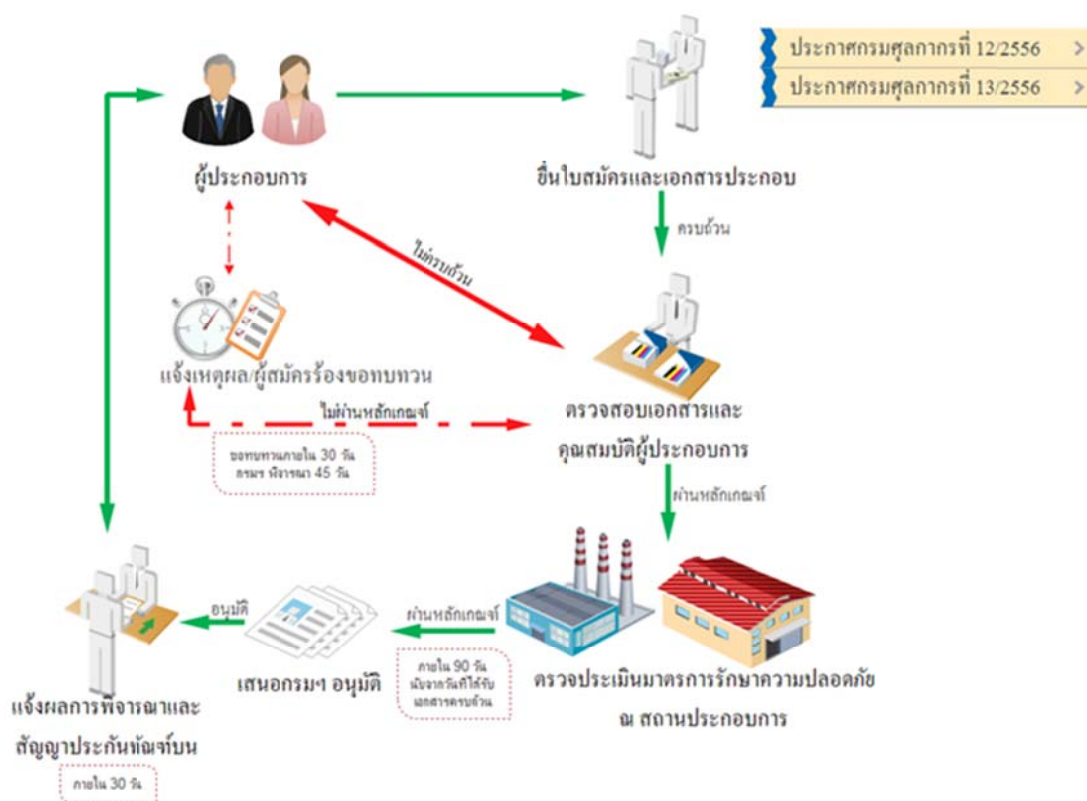 ประกาศกรมศุลกากรที่ 12/2556
ประกาศกรมศุลกากรที่ 13/2556
ผู้ประกอบการ
ยื่นใบสมัครและเอกสารประกอบ
ครบถ้วน
ไม่ครบถ้วน
แจ้งเหตุผล/ผู้สมัครร้องขอทบทวน
ไม่ผ่านหลักเกณฑ์
ขอทบทวนภายใน 30 วัน
กรมฯ พิจารณา 45 วัน
ตรวจสอบเอกสารและ
คุณสมบัติผู้ประกอบการ
ผ่านหลักเกณฑ์
ตรวจประเมินมาตรการรักษาความปลอดภัย
ณ สถานประกอบการ
ผ่านหลักเกณฑ์
ภายใน 90 วัน
นับจากวันที่ได้รับ
เอกสารครบถ้วน
เสนอกรมฯ อนุมัติ
อนุมัติ
แจ้งผลการพิจารณาและ
สัญญาประกันทัณฑ์บน
ภายใน 30 วัน